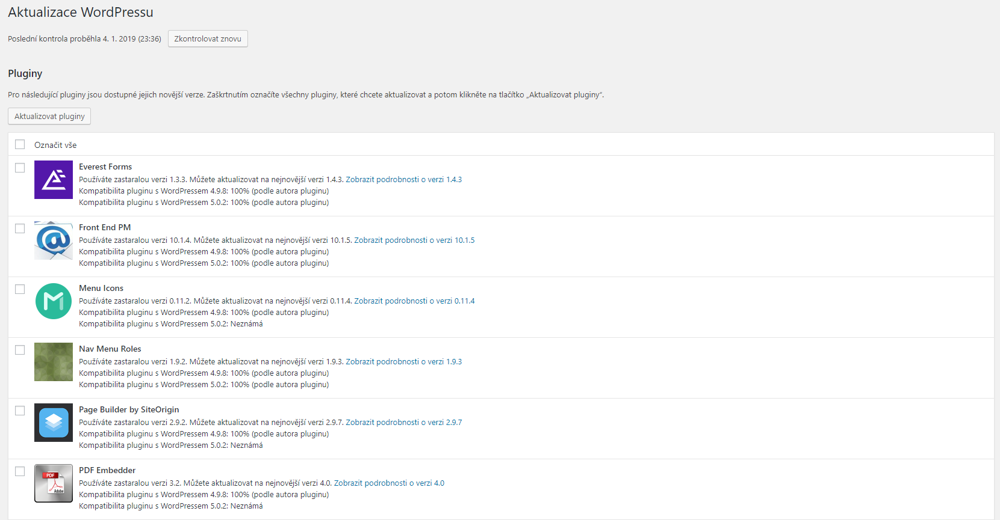 Aktualizace WordPressu
Poslední kontrola proběhla 4. 1. 2019 (23:36) Zkontrolovat znovu
Pluginy
Pro následující pluginy jsou dostupné jejich novější verze. Zaškrtnutím označíte všechny pluginy, které chcete aktualizovat a potom klikněte na tlačítko „Aktualizovat pluginy“.
Aktualizovat pluginy
Označit vše
Everest Forms
Používáte zastaralou verzi 1.3.3. Můžete aktualizovat na nejnovější verzi 1.4.3. Zobrazit podrobnosti o verzi 1.4.3
Kompatibilita pluginu s WordPressem 4.9.8: 100% (podle autora pluginu)
Kompatibilita pluginu s WordPressem 5.0.2: 100% (podle autora pluginu)
Front End PM
Používáte zastaralou verzi 10.1.4. Můžete aktualizovat na nejnovější verzi 10.1.5. Zobrazit podrobnosti o verzi 10.1.5
Kompatibilita pluginu s WordPressem 4.9.8: 100% (podle autora pluginu)
Kompatibilita pluginu s WordPressem 5.0.2: 100% (podle autora pluginu)
Menu Icons
Používáte zastaralou verzi 0.11.2. Můžete aktualizovat na nejnovější verzi 0.11.4. Zobrazit podrobnosti o verzi 0.11.4
Kompatibilita pluginu s WordPressem 4.9.8: 100% (podle autora pluginu)
Kompatibilita pluginu s WordPressem 5.0.2: Neznámá
Nav Menu Roles
Používáte zastaralou verzi 1.9.2. Můžete aktualizovat na nejnovější verzi 1.9.3. Zobrazit podrobnosti o verzi 1.9.3
Kompatibilita pluginu s WordPressem 4.9.8: 100% (podle autora pluginu)
Kompatibilita pluginu s WordPressem 5.0.2: 100% (podle autora pluginu)
Page Builder by SiteOrigin
Používáte zastaralou verzi 2.9.2. Můžete aktualizovat na nejnovější verzi 2.9.7. Zobrazit podrobnosti o verzi 2.9.7
Kompatibilita pluginu s WordPressem 4.9.8: 100% (podle autora pluginu)
Kompatibilita pluginu s WordPressem 5.0.2: Neznámá
PDF
Adobe
PDF Embedder
Používáte zastaralou verzi 3.2. Můžete aktualizovat na nejnovější verzi 4.0. Zobrazit podrobnosti o verzi 4.0
Kompatibilita pluginu s WordPressem 4.9.8: 100% (podle autora pluginu)
Kompatibilita pluginu s WordPressem 5.0.2: Neznámá